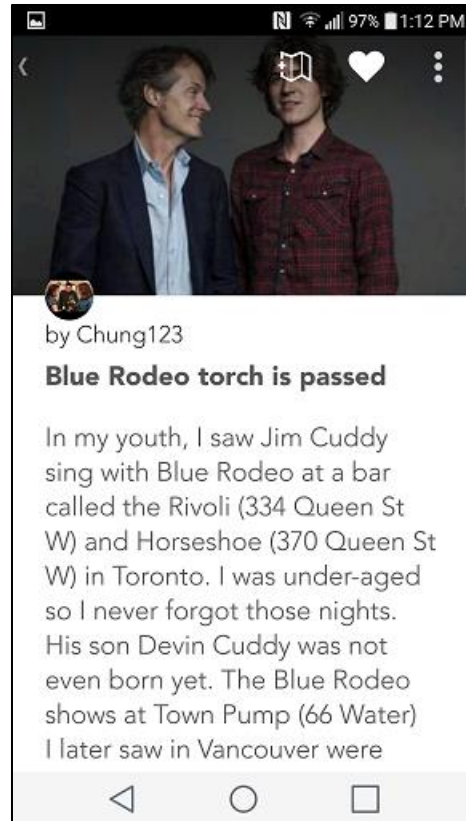 97% 1:12 PM
by Chung123
Blue Rodeo torch is passed
In my youth, I saw Jim Cuddy
sing with Blue Rodeo at a bar
called the Rivoli (334 Queen St
W) and Horseshoe (370 Queen St
W) in Toronto. I was under-aged
so I never forgot those nights.
His son Devin Cuddy was not
even born yet. The Blue Rodeo
shows at Town Pump (66 Water)
I later saw in Vancouver were